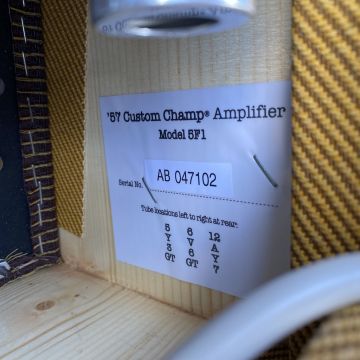 '57 Custom Champ® Amplifier
Model 5F1
Serial No. AB 047102
Tube locations left to right at rear:
5 6 12
Y V A
3 6 Y
GT GT 7